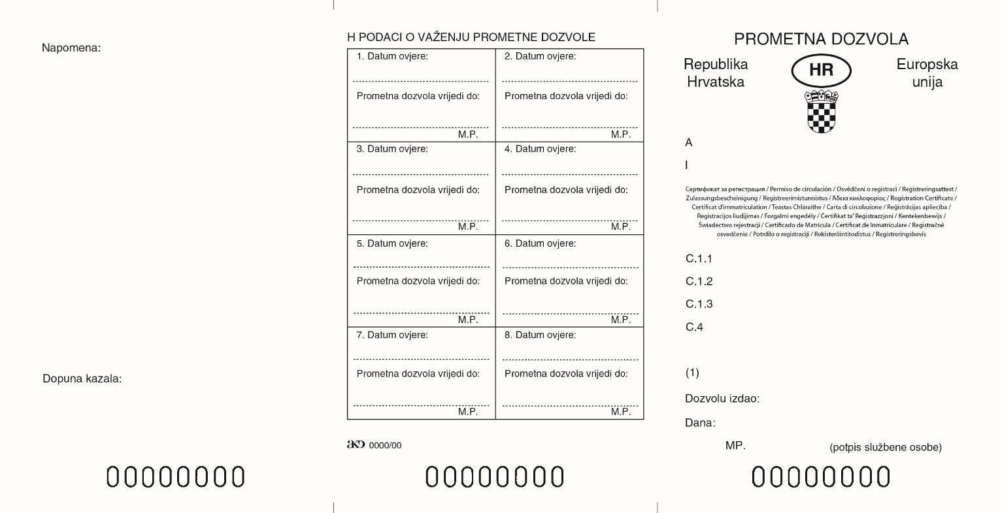 Napomena:
Dopuna kazala:
00000000
H PODACI O VAŽENJU PROMETNE DOZVOLE
1. Datum ovjere:
Prometna dozvola vrijedi do:
M.P.
2. Datum ovjere:
Prometna dozvola vrijedi do:
M.P.
3. Datum ovjere:
Prometna dozvola vrijedi do:
M.P.
4. Datum ovjere:
Prometna dozvola vrijedi do:
M.P.
5. Datum ovjere:
Prometna dozvola vrijedi do:
M.P.
6. Datum ovjere:
Prometna dozvola vrijedi do:
M.P.
7. Datum ovjere:
Prometna dozvola vrijedi do:
M.P.
8. Datum ovjere:
Prometna dozvola vrijedi do:
M.P.
AKD 0000/00
00000000
PROMETNA DOZVOLA
Republika
Hrvatska
HR
Europska
unija
A
I
Сертификат за регистрация / Permiso de circulación / Osvědčení o registraci / Registreringsattest /
Zulassungsbescheinigung / Registreerimistunnistus / Άδεια κυκλοφορίας / Registration Certificate /
Certificat d'immatriculation / Teastas Chláraithe / Carta di circolazione / Reģistrācijas apliecība /
Registracijos liudijimas / Forgalmi engedély / Ċertifikat ta' Reġistrazzjoni / Kentekenbewijs /
Świadectwo rejestracji / Certificado de Matrícula / Certificat de înmatriculare / Registračné
osvedčenie / Potrdilo o registraciji / Rekisteröintitodistus / Registreringsbevis
C.1.1
C.1.2
C.1.3
C.4
(1)
Dozvolu izdao:
Dana:
MP.
(potpis službene osobe)
00000000